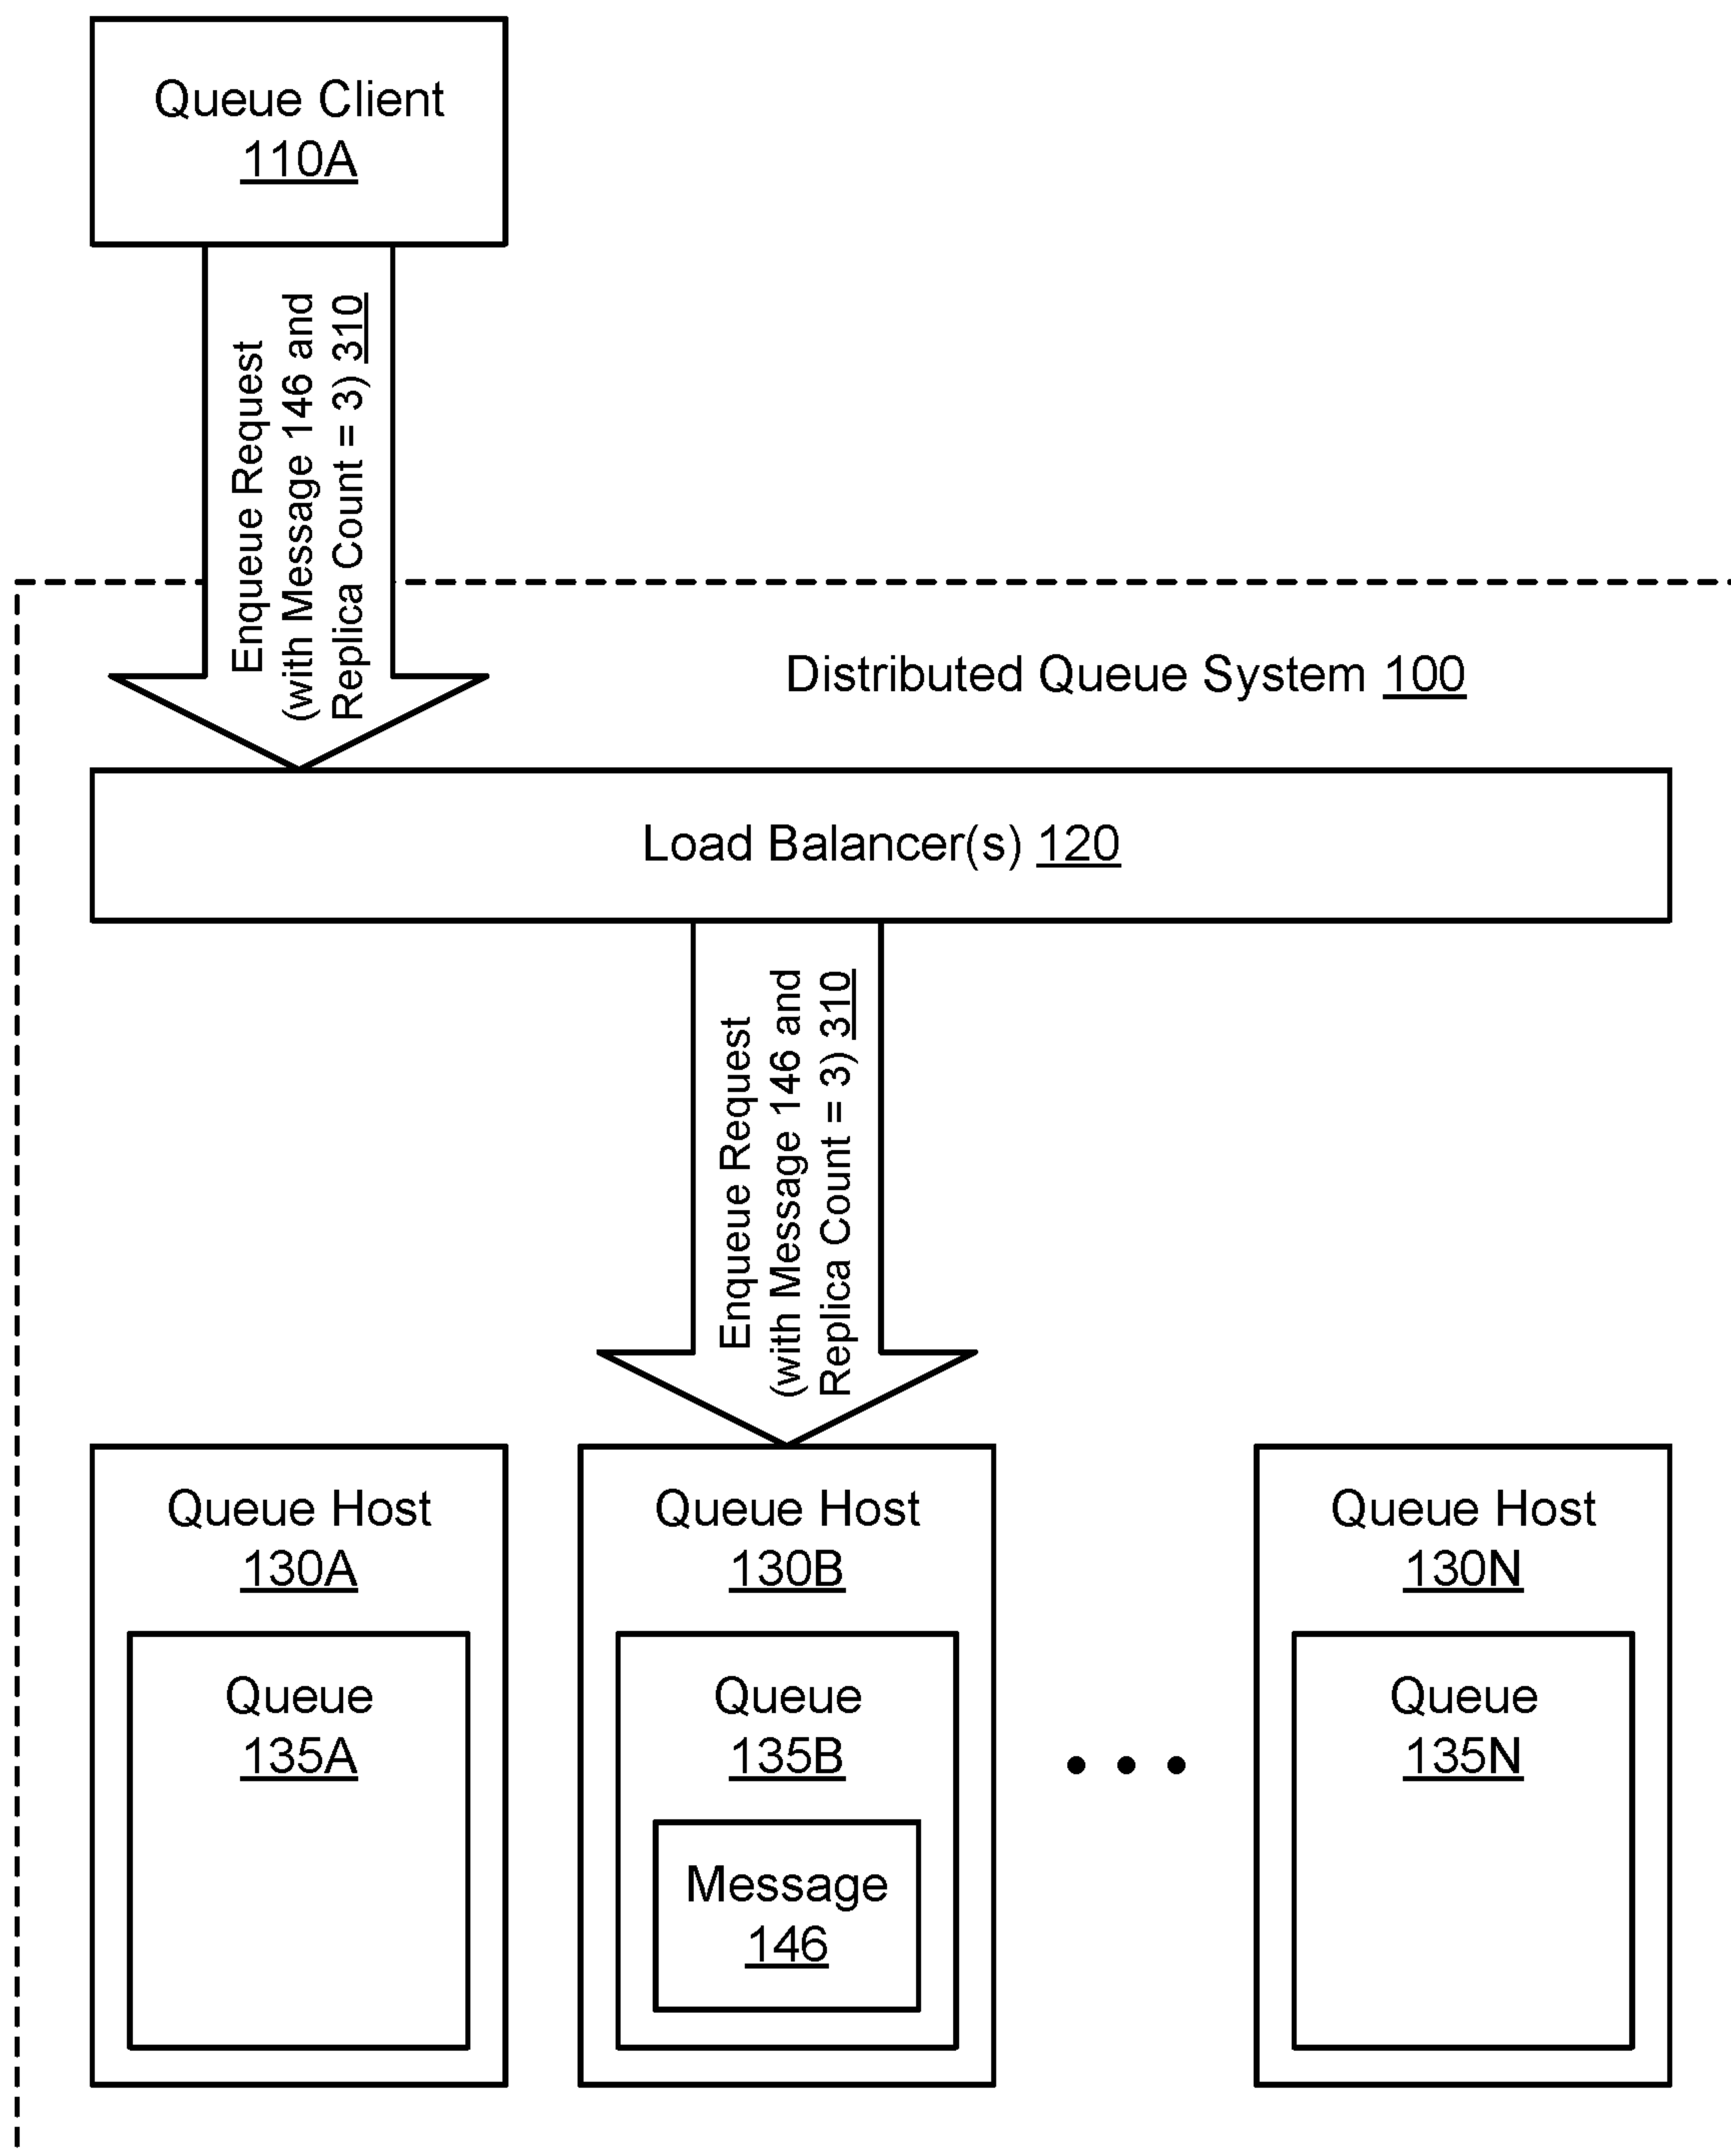 Queue Client
110A
Enqueue Request
(with Message 146 and
Replica Count = 3) 310
Distributed Queue System 100
Load Balancer(s) 120
Enqueue Request
(with Message 146 and
Replica Count = 3) 310
Queue Host
130A
Queue
135A
Queue Host
130B
Queue
135B
Message
146
Queue Host
130N
Queue
135N